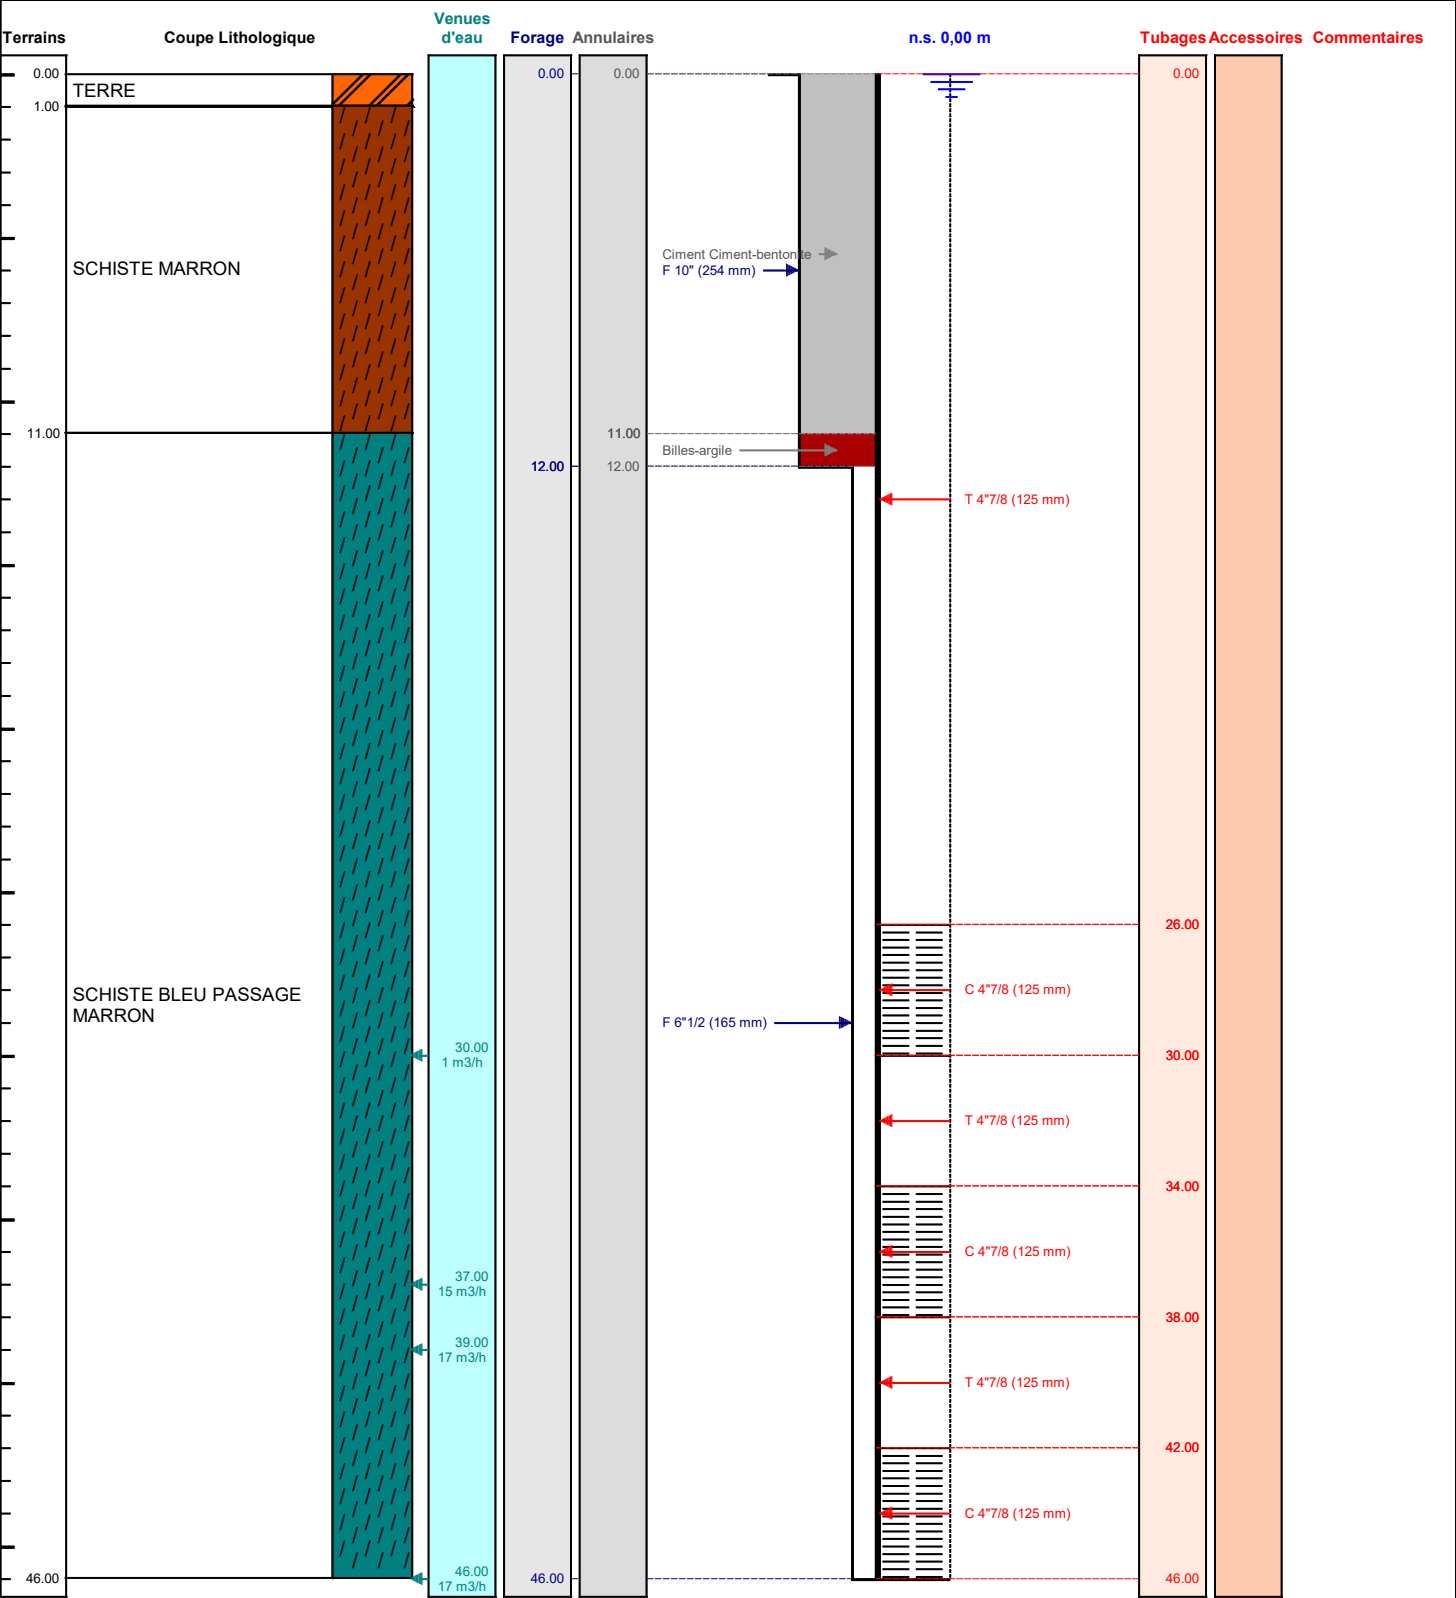 Terrains
Coupe Lithologique
Venues
d'eau
Forage
Annulaires
n.s. 0,00 m
Tubages
Accessoires
Commentaires
0.00
0.00
0.00
0.00
TERRE
1.00
SCHISTE MARRON
Ciment Ciment-bentonite
F 10" (254 mm)
11.00
11.00
Billes-argile
12.00
12.00
T 4"7/8 (125 mm)
26.00
SCHISTE BLEU PASSAGE
MARRON
C 4"7/8 (125 mm)
F 6"1/2 (165 mm)
30.00
1 m3/h
30.00
T 4"7/8 (125 mm)
34.00
C 4"7/8 (125 mm)
37.00
15 m3/h
38.00
39.00
17 m3/h
T 4"7/8 (125 mm)
42.00
C 4"7/8 (125 mm)
46.00
46.00
17 m3/h
46.00
46.00